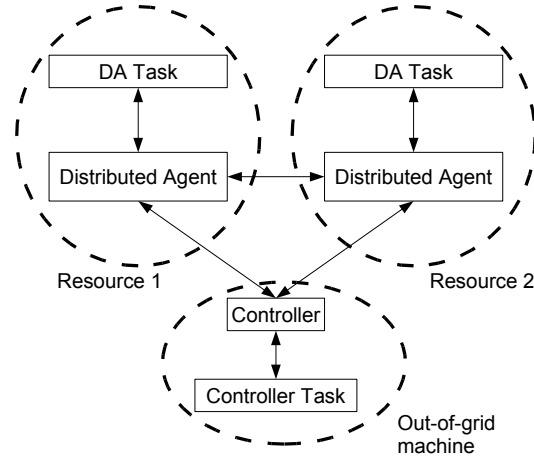 DA Task
DA Task
Distributed Agent
Distributed Agent
Resource 1
Resource 2
Controller
Controller Task
Out-of-grid
machine